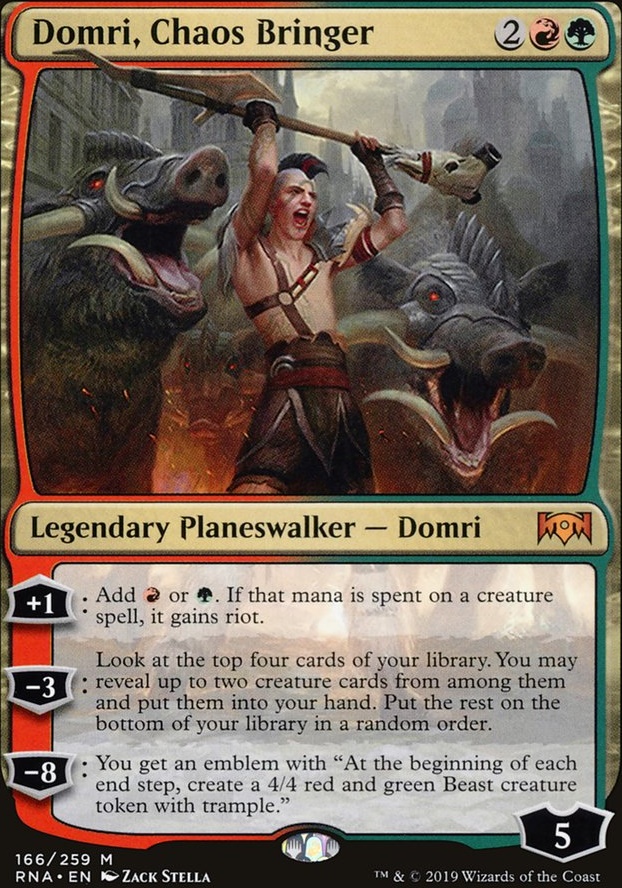 Domri, Chaos Bringer 2
Legendary Planeswalker — Domri
+1 : Add or . If that mana is spent on a creature
spell, it gains riot.
Look at the top four cards of your library. You may
−3 : reveal up to two creature cards from among them
and put them into your hand. Put the rest on the
bottom of your library in a random order.
−8 : You get an emblem with “At the beginning of each
end step, create a 4/4 red and green Beast creature
token with trample.”
5
166/259 M
RNA • EN Zack Stella ™ & © 2019 Wizards of the Coast